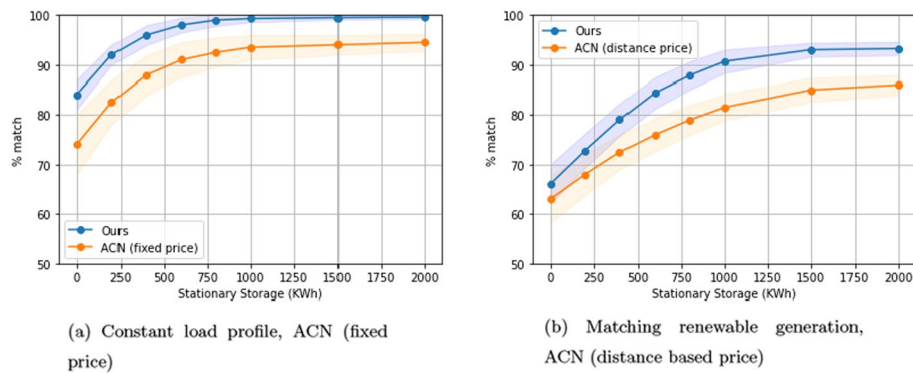 100
90
80
70
60
50
% match
Ours
ACN (fixed price)
0 250 500 750 1000 1250 1500 1750 2000
Stationary Storage (KWh)
(a) Constant load profile, ACN (fixed
price)
100
90
80
70
60
50
% match
Ours
ACN (distance price)
0 250 500 750 1000 1250 1500 1750 2000
Stationary Storage (KWh)
(b) Matching renewable generation,
ACN (distance based price)